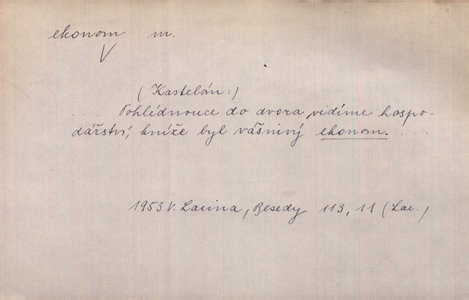 ekonom m.
(Kastelán:)
Pohlédnouce do dvora, vidíme hospo-
dářství; kníže byl vášnivý ekonom.
1953 V. Lacina, Besedy 113, 11 (Lac.)